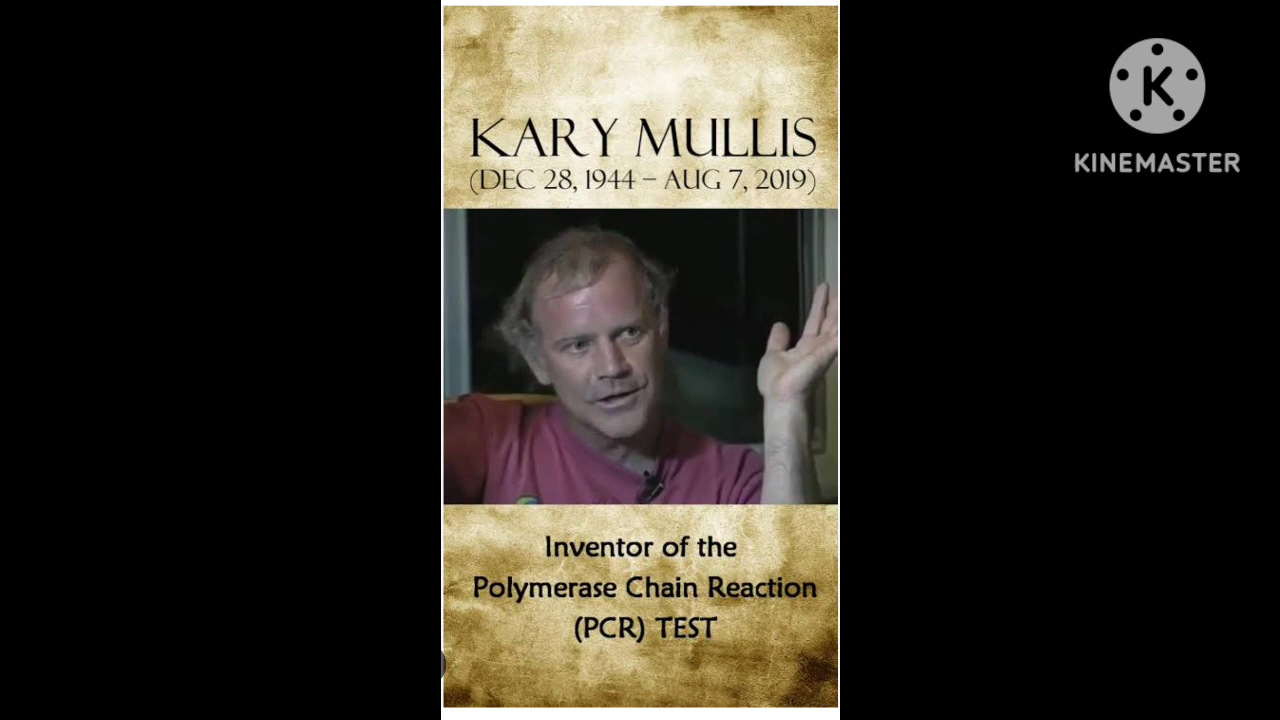 KARY MULLIS
(DEC 28, 1944 – AUG 7, 2019)
Inventor of the
Polymerase Chain Reaction
(PCR) TEST
K
KINEMASTER